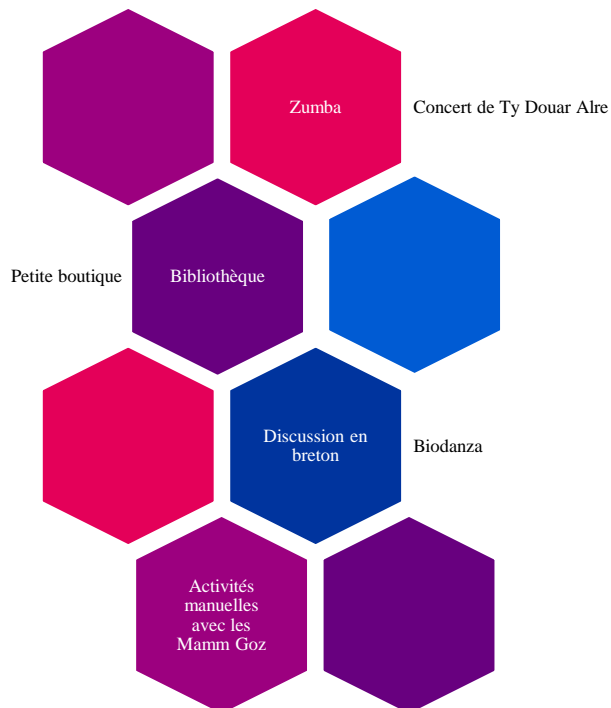 Zumba
Concert de Ty Douar Alre
Petite boutique
Bibliothèque
Discussion en
breton
Biodanza
Activités
manuelles
avec les
Mamm Goz